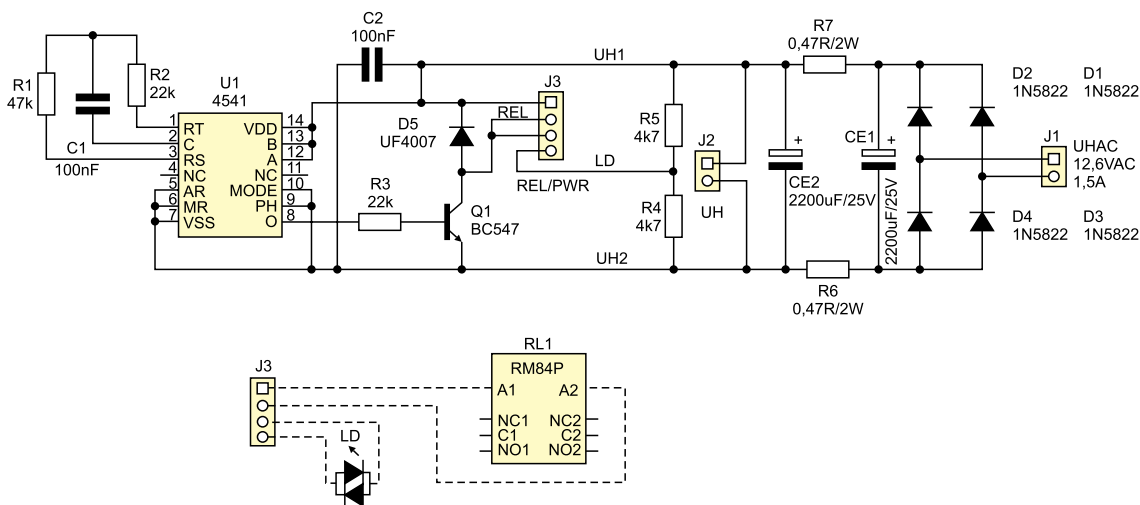 C2
100nF
R7
0,47R/2W
UH1
R1
47k
R2
22k
C1
100nF
U1
4541
1 RT
2 C
3 RS
4 NC
5 AR
6 MR
7 VSS
VDD 14
B 13
A 12
NC 11
MODE 10
PH 9
O 8
D5
UF4007
REL
J3
REL/PWR
LD
R3
22k
Q1
BC547
R5
4k7
R4
4k7
J2
UH
CE2
2200uF/25V
CE1
2200uF/25V
+
+
D2
1N5822
D1
1N5822
J1
UHAC
12,6VAC
1,5A
D4
1N5822
D3
1N5822
UH2
R6
0,47R/2W
J3
LD
RL1
RM84P
A1 A2
NC1 NC2
C1 C2
NO1 NO2